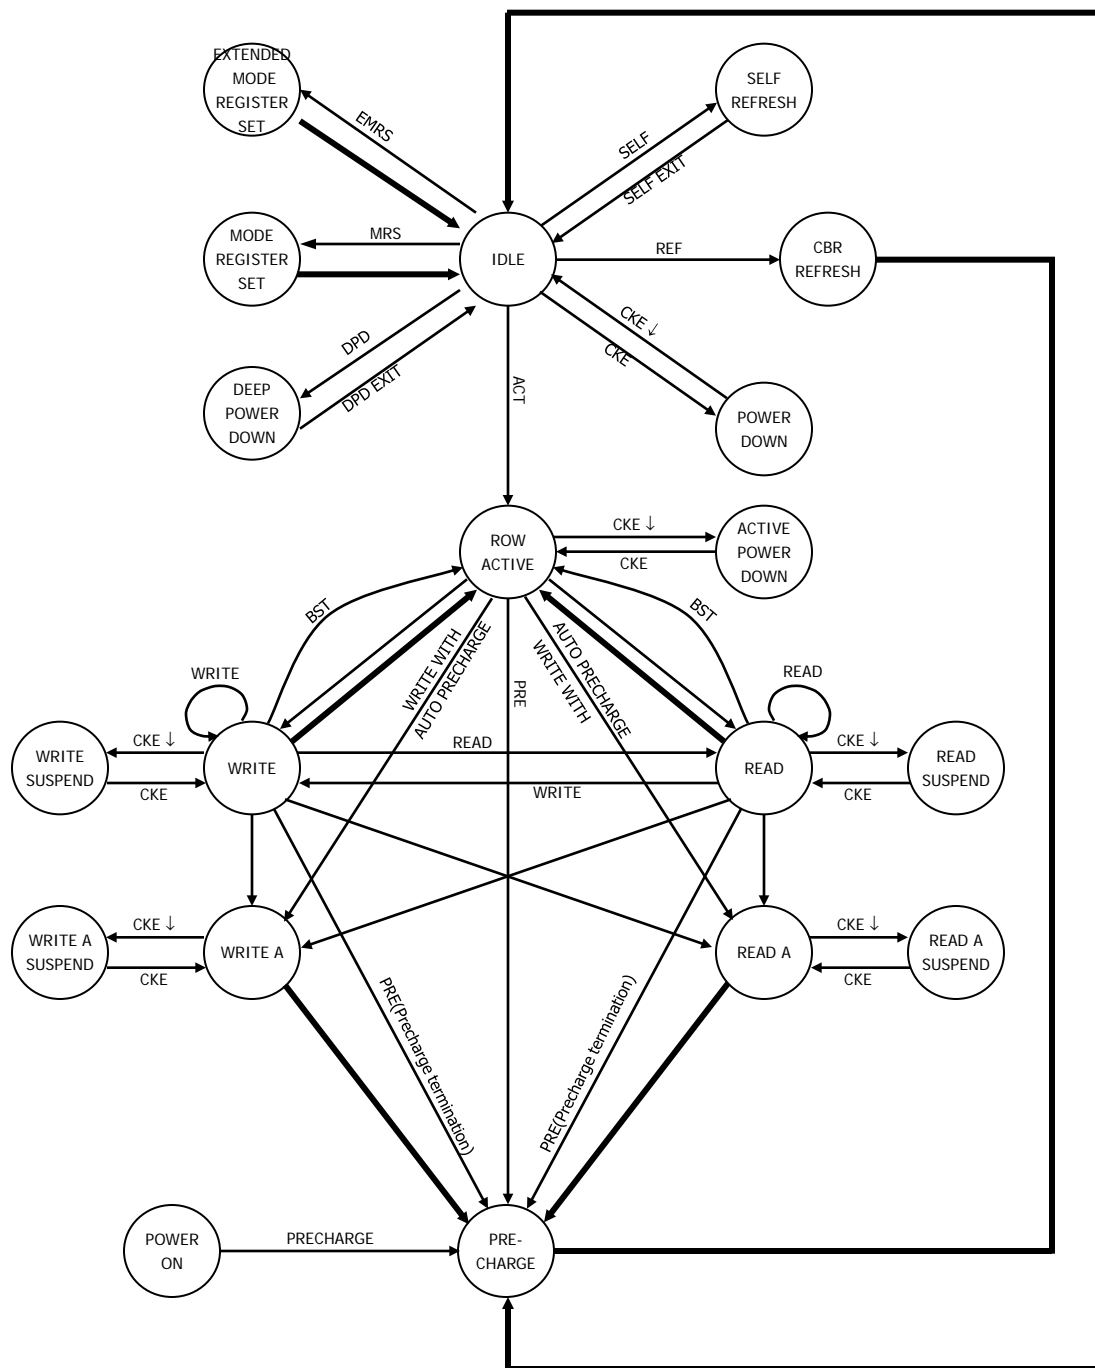 EXTENDED
MODE
REGISTER
SET
EMRS
SELF
REFRESH
SELF
SELF EXIT
MODE
REGISTER
SET
MRS
IDLE
REF
CBR
REFRESH
DPD
DPD EXIT
DEEP
POWER
DOWN
ACT
CKE ↓
CKE
POWER
DOWN
ROW
ACTIVE
CKE ↓
CKE
ACTIVE
POWER
DOWN
BST
WRITE WITH
AUTO PRECHARGE
PRE
AUTO PRECHARGE
WRITE WITH
BST
WRITE
READ
WRITE
SUSPEND
CKE ↓
CKE
WRITE
READ
WRITE
READ
CKE ↓
CKE
READ
SUSPEND
WRITE A
SUSPEND
CKE ↓
CKE
WRITE A
READ A
CKE ↓
CKE
READ A
SUSPEND
PRE(Precharge termination)
PRE(Precharge termination)
POWER
ON
PRECHARGE
PRE-
CHARGE